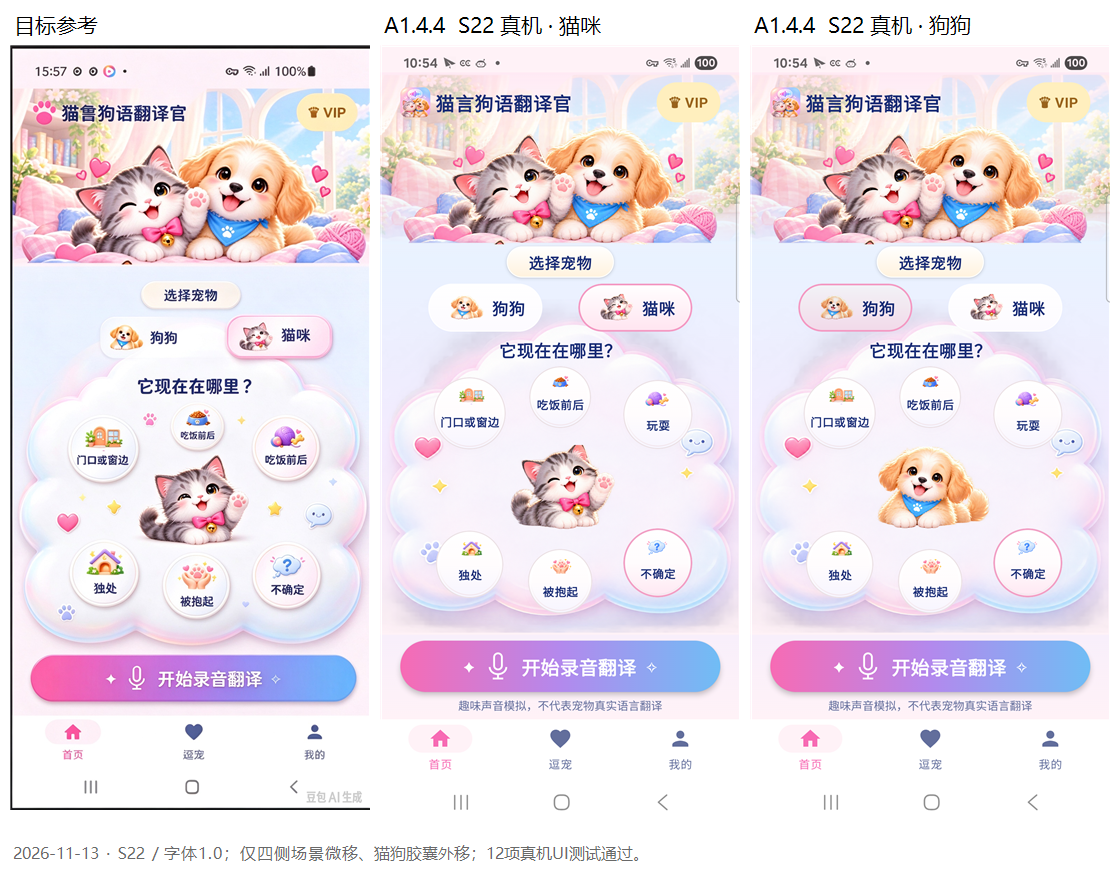 目标参考
A1.4.4 S22 真机 · 猫咪
A1.4.4 S22 真机 · 狗狗
15:57
100%
猫鲁狗语翻译官
VIP
选择宠物
狗狗
猫咪
它现在在哪里？
门口或窗边
吃饭前后
吃饭前后
独处
被抱起
不确定
开始录音翻译
首页
逗宠
我的
豆包AI生成
10:54
100
猫言狗语翻译官
VIP
选择宠物
狗狗
猫咪
它现在在哪里?
门口或窗边
吃饭前后
玩耍
独处
被抱起
不确定
开始录音翻译
趣味声音模拟，不代表宠物真实语言翻译
首页
逗宠
我的
10:54
100
猫言狗语翻译官
VIP
选择宠物
狗狗
猫咪
它现在在哪里?
门口或窗边
吃饭前后
玩耍
独处
被抱起
不确定
开始录音翻译
趣味声音模拟，不代表宠物真实语言翻译
首页
逗宠
我的
2026-11-13 · S22 / 字体1.0；仅四侧场景微移、猫狗胶囊外移；12项真机UI测试通过。